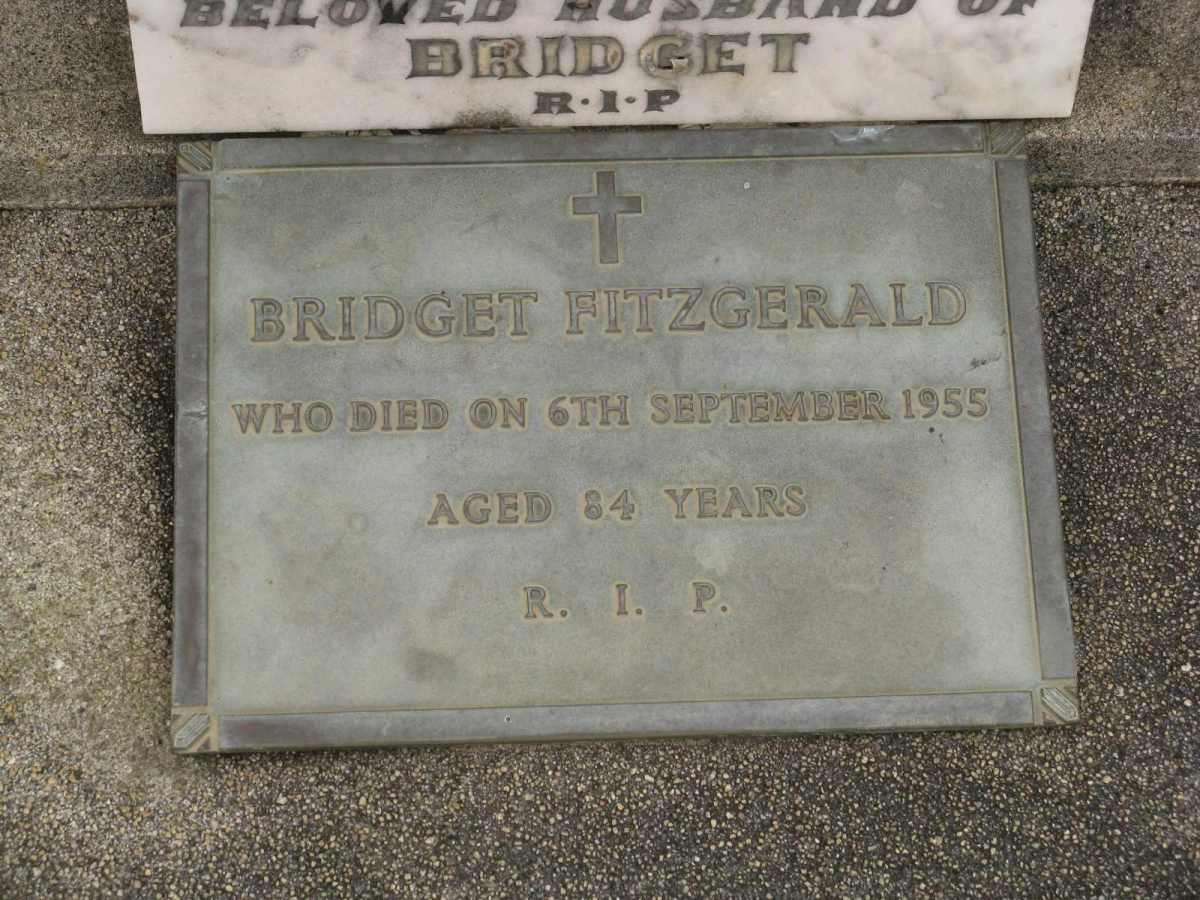 BELOVED HUSBAND OF
BRIDGET
R·I·P
BRIDGET FITZGERALD
WHO DIED ON 6TH SEPTEMBER 1955
AGED 84 YEARS
R. I. P.